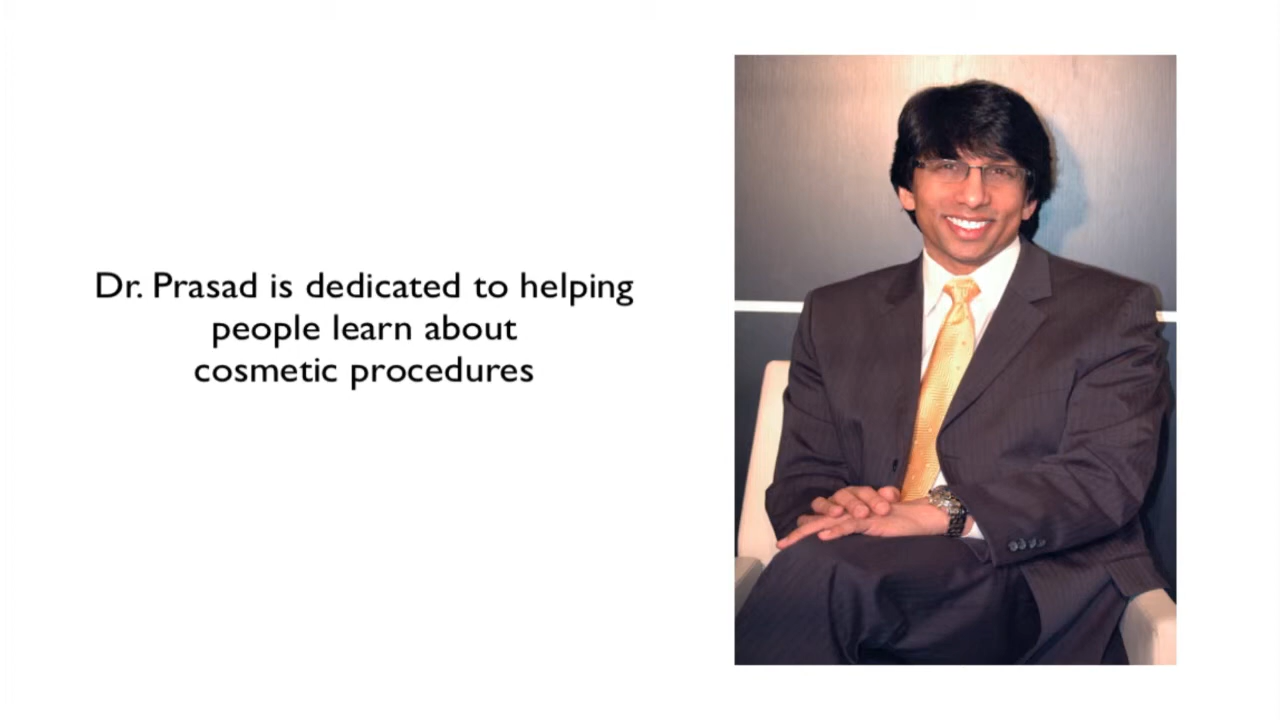 Dr. Prasad is dedicated to helping
people learn about
cosmetic procedures